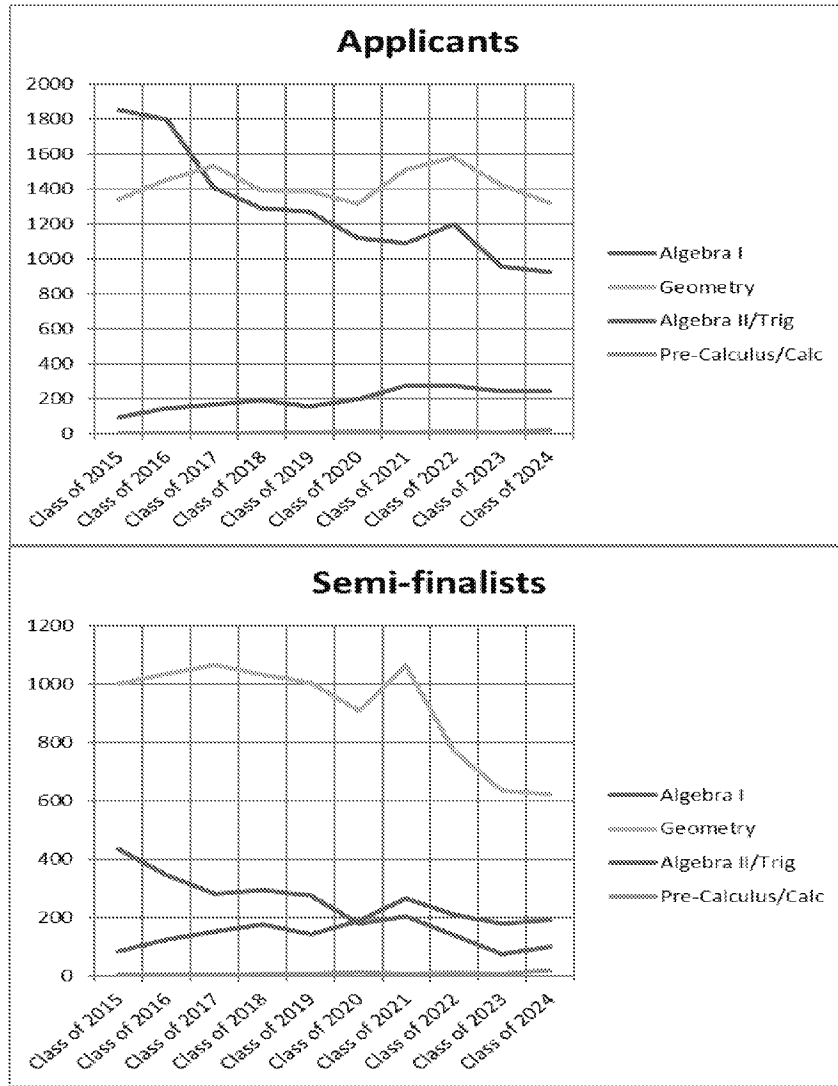 Applicants
2000
1800
1600
1400
1200
1000
800
600
400
200
0
Algebra I
Geometry
Algebra II/Trig
Pre-Calculus/Calc
Class of 2015
Class of 2016
Class of 2017
Class of 2018
Class of 2019
Class of 2020
Class of 2021
Class of 2022
Class of 2023
Class of 2024
Semi-finalists
1200
1000
800
600
400
200
0
Algebra I
Geometry
Algebra II/Trig
Pre-Calculus/Calc
Class of 2015
Class of 2016
Class of 2017
Class of 2018
Class of 2019
Class of 2020
Class of 2021
Class of 2022
Class of 2023
Class of 2024